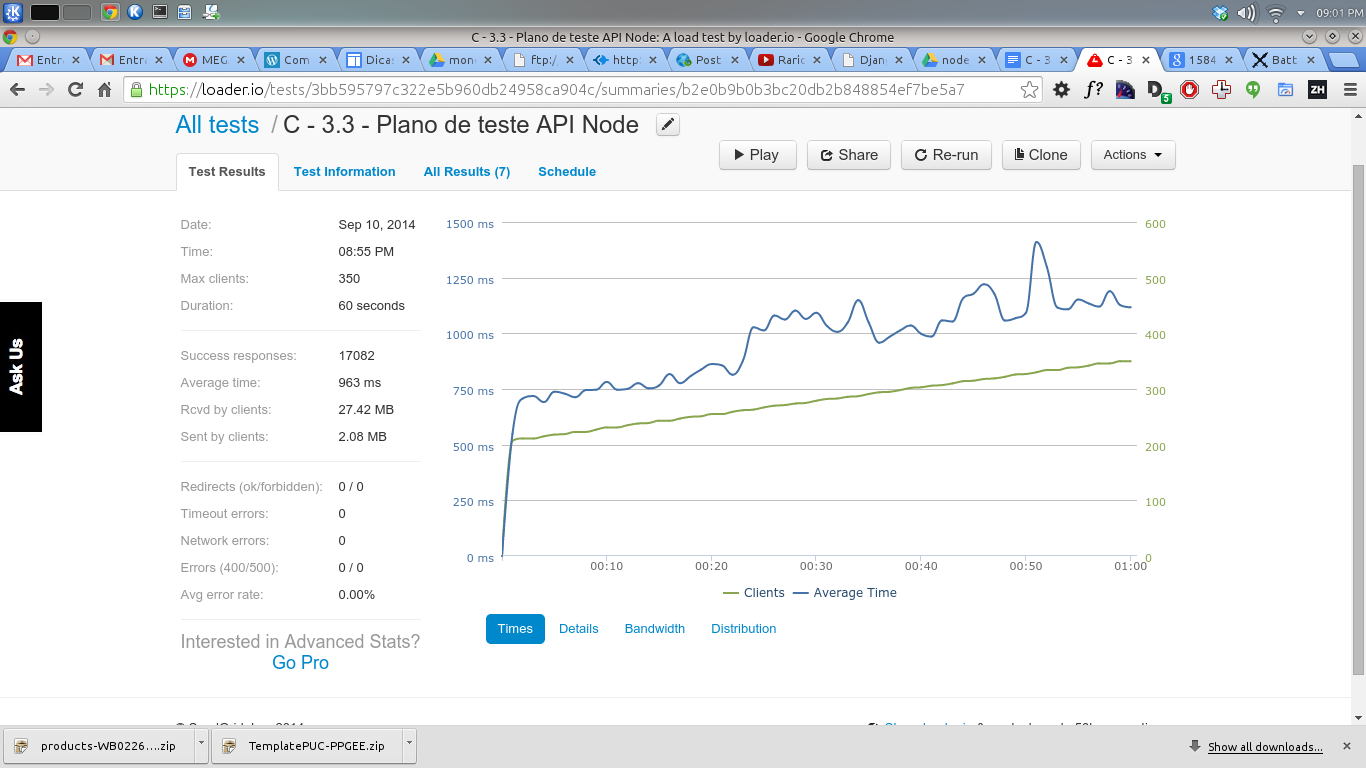 09:01 PM
C - 3.3 - Plano de teste API Node: A load test by loader.io - Google Chrome
Entr Entra MEG Com Dica: mon ftp:/ http: Post Raric Djan node C - 3 C - 3 1584 Batt
https://loader.io/tests/3bb595797c322e5b960db24958ca904c/summaries/b2e0b9b0b3bc20db2b848854ef7be5a7
f? D 5 ZH
All tests / C - 3.3 - Plano de teste API Node
Play Share Re-run Clone Actions
Test Results Test Information All Results (7) Schedule
Date: Sep 10, 2014
Time: 08:55 PM
Max clients: 350
Duration: 60 seconds
Success responses: 17082
Average time: 963 ms
Rcvd by clients: 27.42 MB
Sent by clients: 2.08 MB
Redirects (ok/forbidden): 0 / 0
Timeout errors: 0
Network errors: 0
Errors (400/500): 0 / 0
Avg error rate: 0.00%
Interested in Advanced Stats?
Go Pro
Ask Us
1500 ms 600
1250 ms 500
1000 ms 400
750 ms 300
500 ms 200
250 ms 100
0 ms 0
00:10 00:20 00:30 00:40 00:50 01:00
Clients Average Time
Times Details Bandwidth Distribution
products-WB0226....zip TemplatePUC-PPGEE.zip Show all downloads...